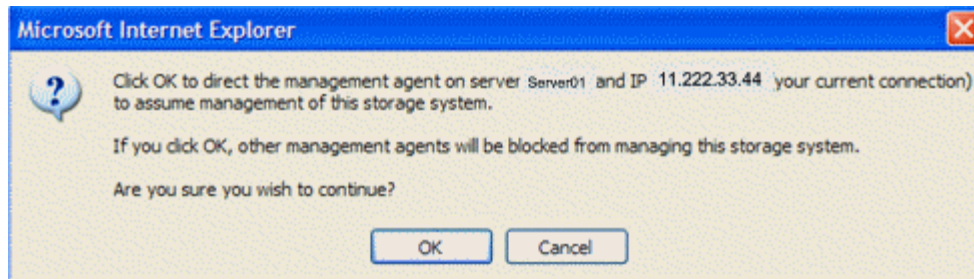 Microsoft Internet Explorer
Click OK to direct the management agent on server Server01 and IP 11.222.33.44 your current connection)
to assume management of this storage system.
If you click OK, other management agents will be blocked from managing this storage system.
Are you sure you wish to continue?
OK Cancel